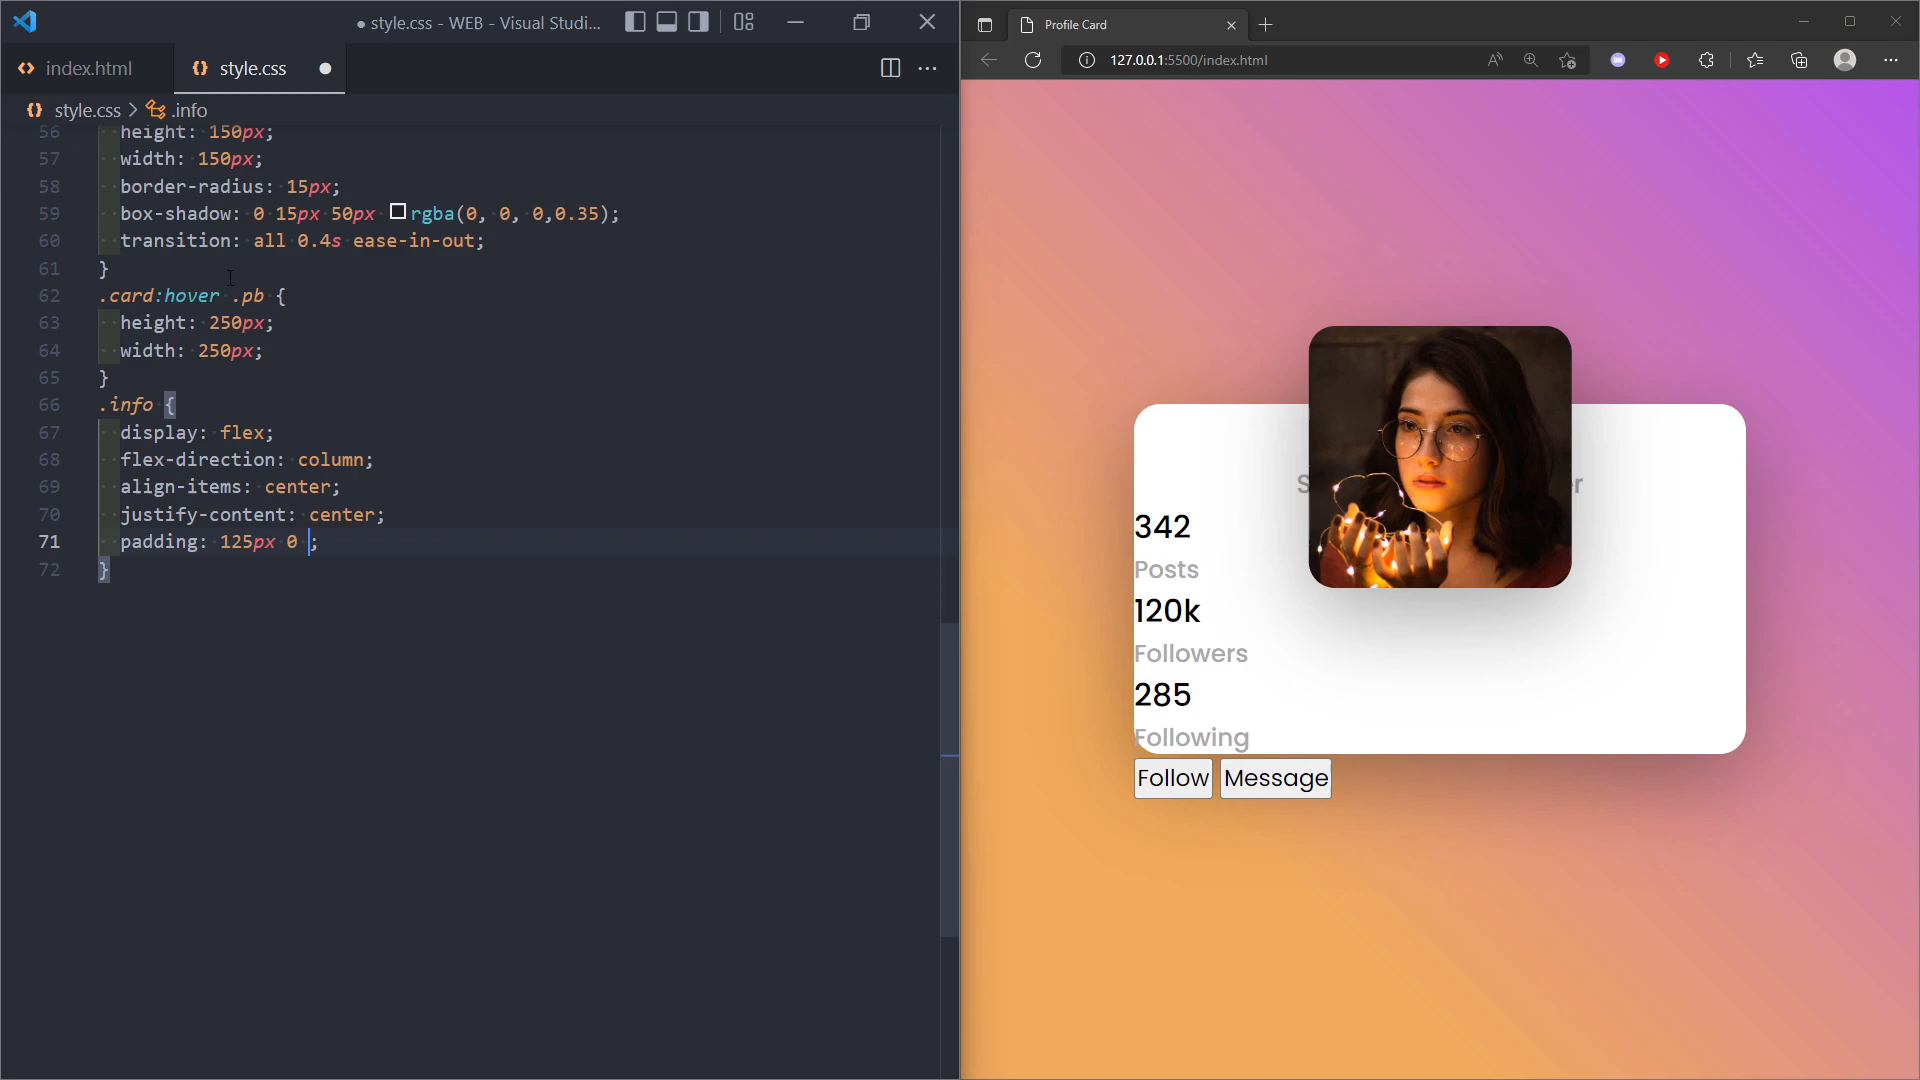 style.css - WEB - Visual Studi...
index.html
style.css
style.css > .info
56 height: 150px;
57 width: 150px;
58 border-radius: 15px;
59 box-shadow: 0 15px 50px rgba(0, 0, 0,0.35);
60 transition: all 0.4s ease-in-out;
61 }
62 .card:hover .pb {
63 height: 250px;
64 width: 250px;
65 }
66 .info {
67 display: flex;
68 flex-direction: column;
69 align-items: center;
70 justify-content: center;
71 padding: 125px 0 ;
72 }
Profile Card
127.0.0.1:5500/index.html
342
Posts
120k
Followers
285
Following
Follow Message